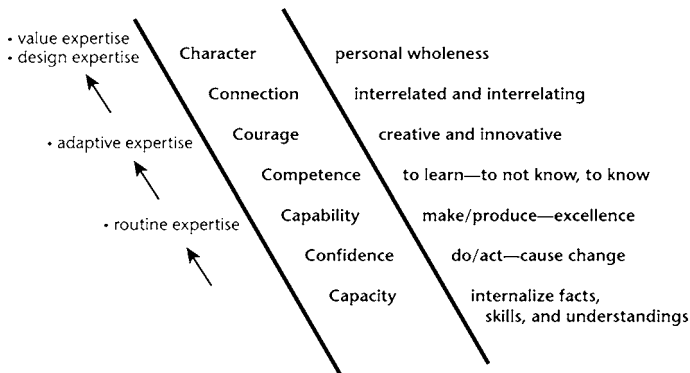 • value expertise
• design expertise
Character personal wholeness
Connection interrelated and interrelating
Courage creative and innovative
• adaptive expertise
Competence to learn—to not know, to know
Capability make/produce—excellence
• routine expertise
Confidence do/act—cause change
Capacity internalize facts,
skills, and understandings